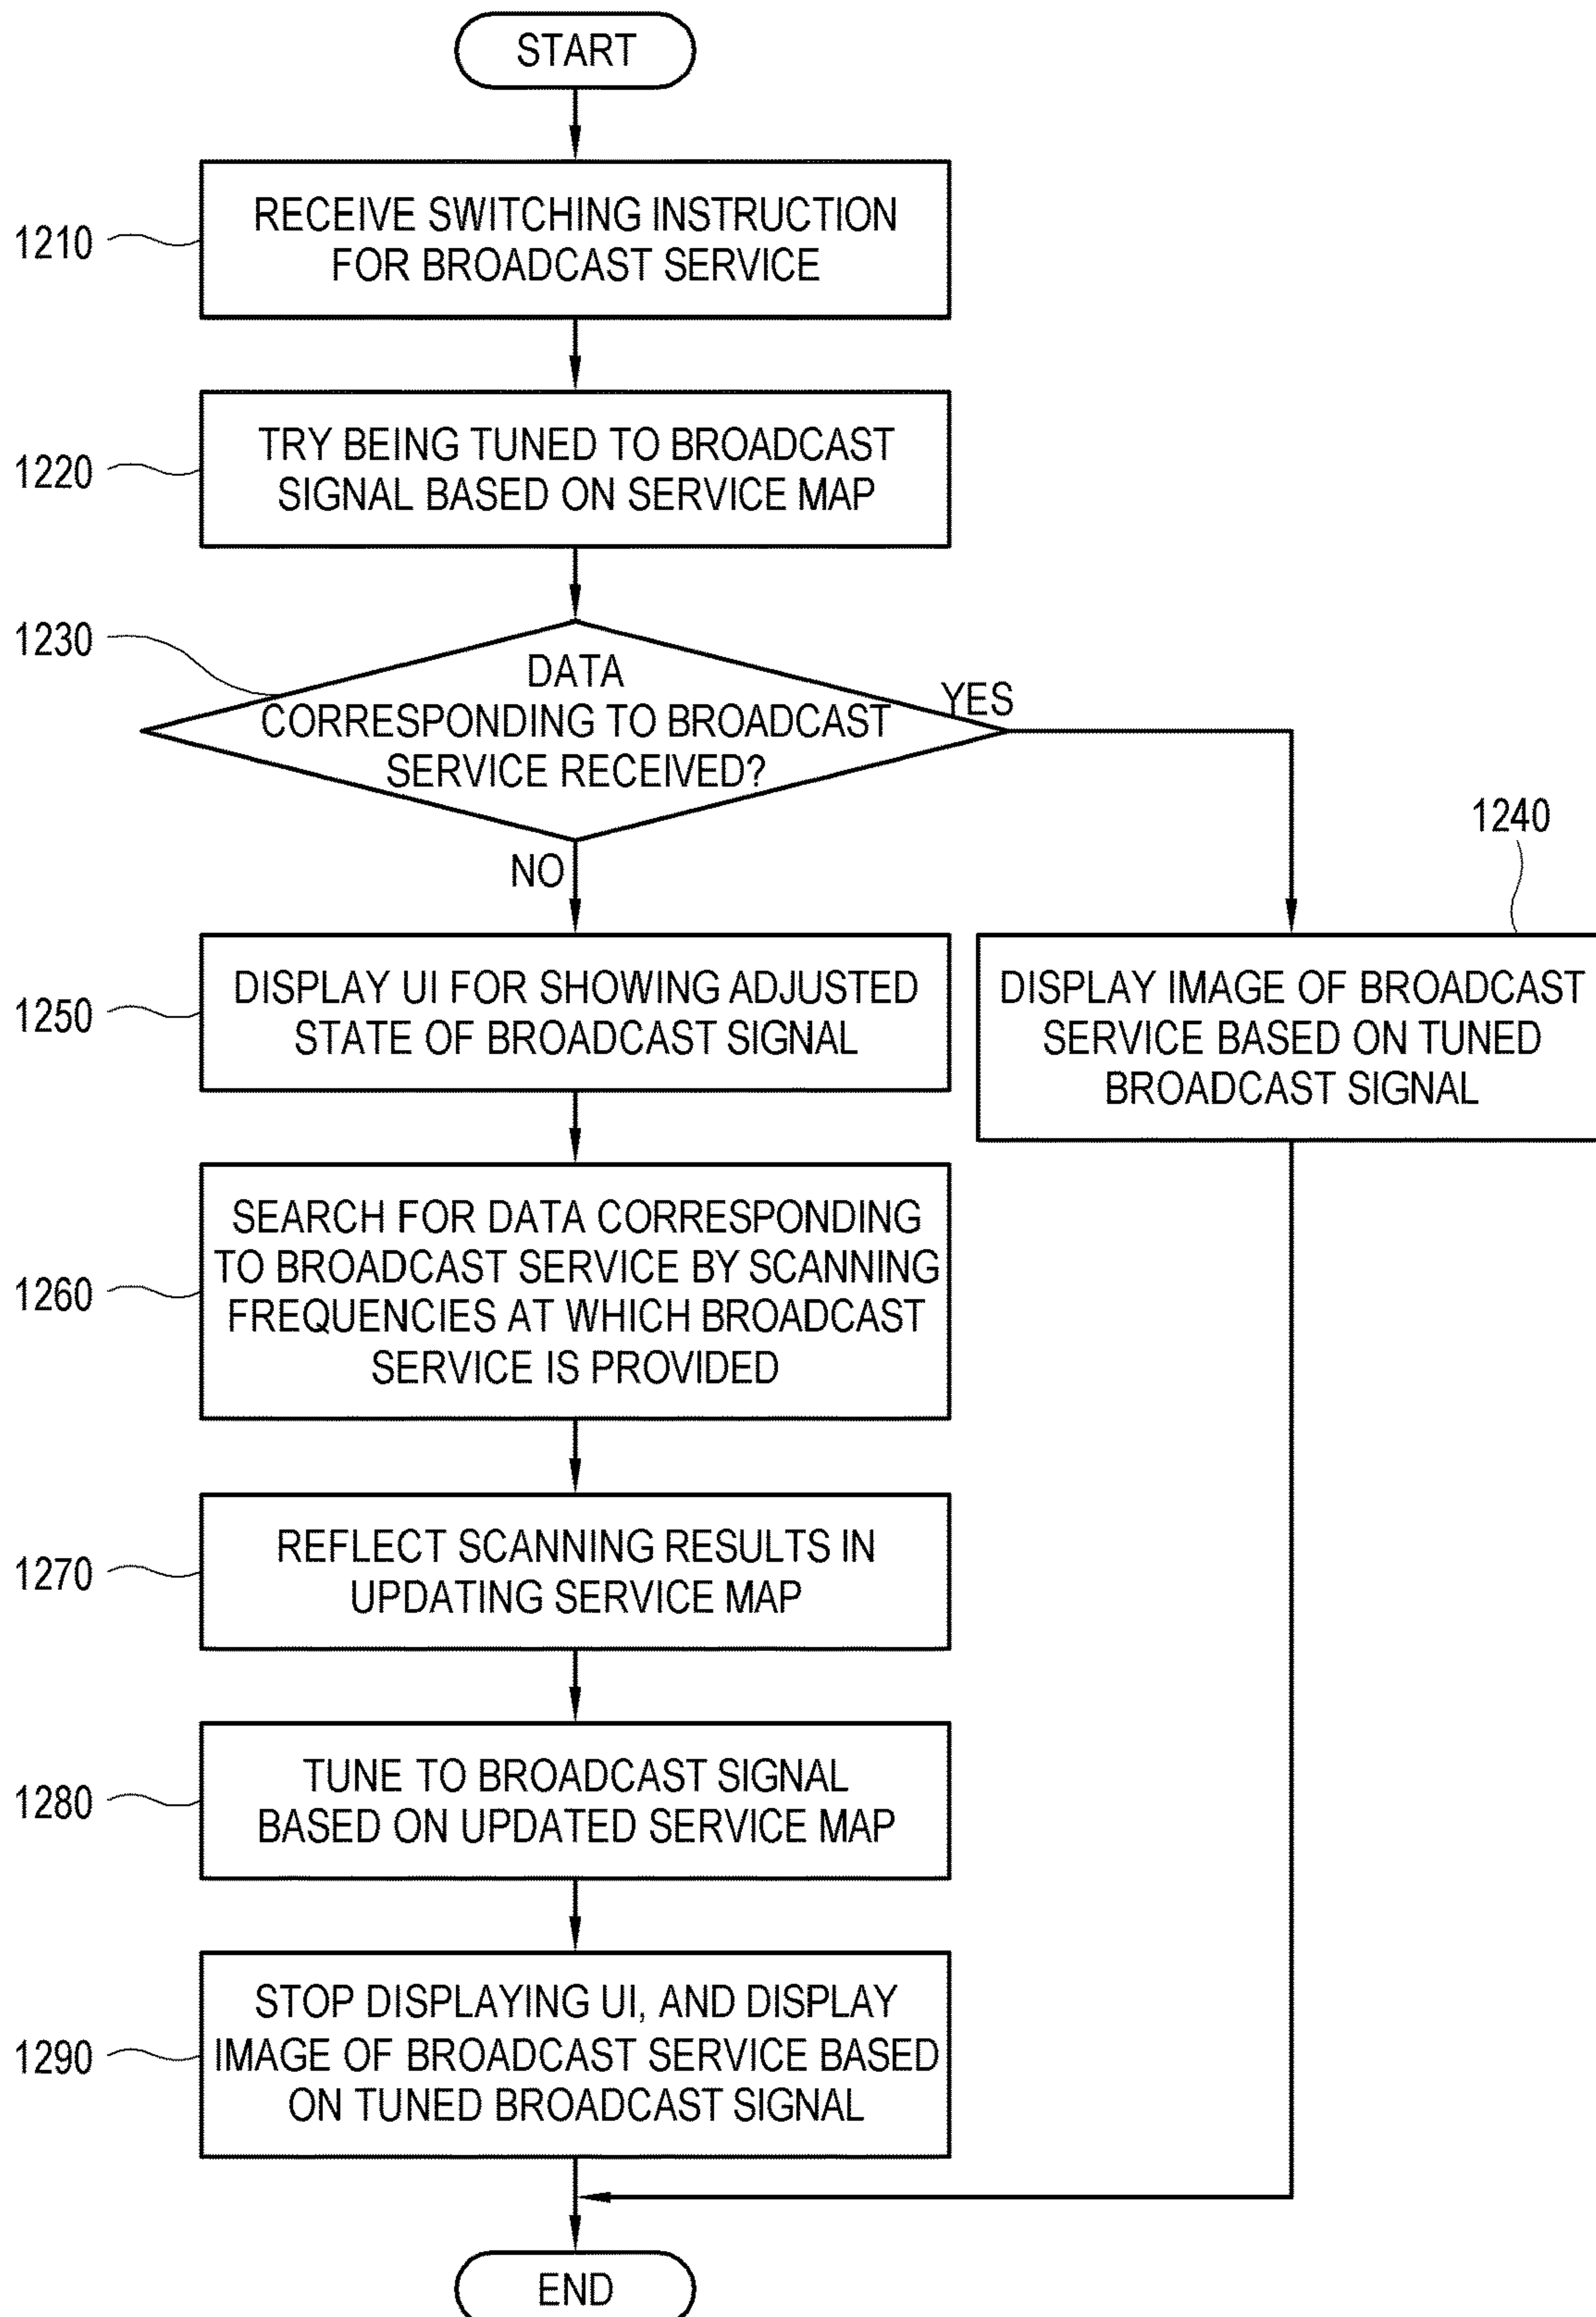 START
1210
RECEIVE SWITCHING INSTRUCTION
FOR BROADCAST SERVICE
1220
TRY BEING TUNED TO BROADCAST
SIGNAL BASED ON SERVICE MAP
1230
DATA
CORRESPONDING TO BROADCAST
SERVICE RECEIVED?
YES
NO
1240
DISPLAY IMAGE OF BROADCAST
SERVICE BASED ON TUNED
BROADCAST SIGNAL
1250
DISPLAY UI FOR SHOWING ADJUSTED
STATE OF BROADCAST SIGNAL
1260
SEARCH FOR DATA CORRESPONDING
TO BROADCAST SERVICE BY SCANNING
FREQUENCIES AT WHICH BROADCAST
SERVICE IS PROVIDED
1270
REFLECT SCANNING RESULTS IN
UPDATING SERVICE MAP
1280
TUNE TO BROADCAST SIGNAL
BASED ON UPDATED SERVICE MAP
1290
STOP DISPLAYING UI, AND DISPLAY
IMAGE OF BROADCAST SERVICE BASED
ON TUNED BROADCAST SIGNAL
END